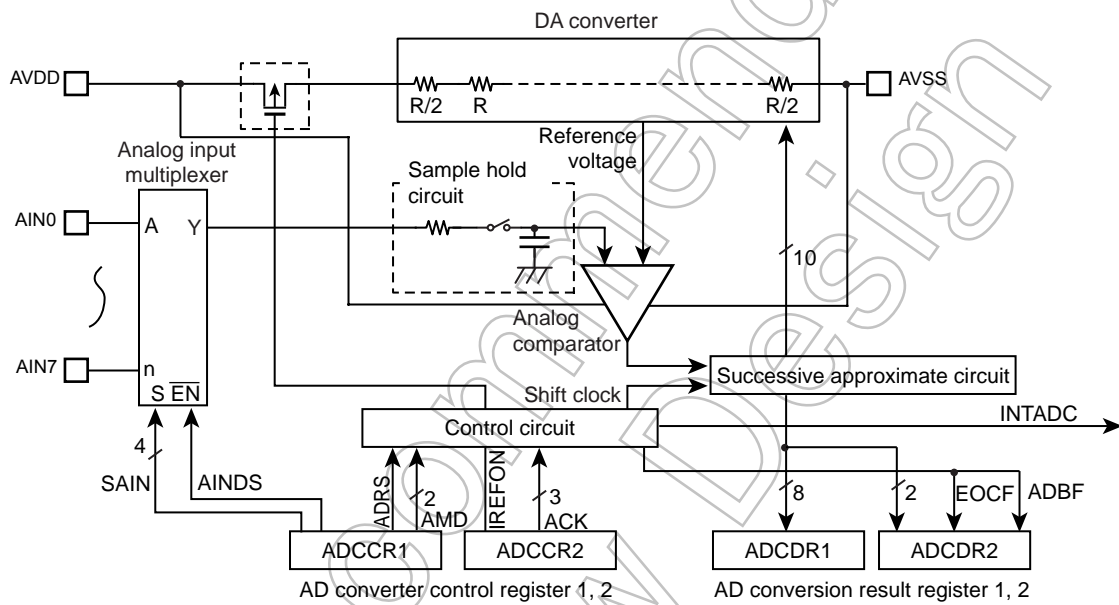 DA converter
AVDD
AVSS
R/2
R
R/2
Reference
voltage
Analog input
multiplexer
Sample hold
circuit
AIN0
A
Y
10
Analog
comparator
AIN7
n
S EN
Successive approximate circuit
Shift clock
INTADC
Control circuit
4
SAIN
AINDS
ADRS
2
AMD
IREFON
3
ACK
8
2
EOCF
ADBF
ADCCR1
ADCCR2
ADCDR1
ADCDR2
AD converter control register 1, 2
AD conversion result register 1, 2